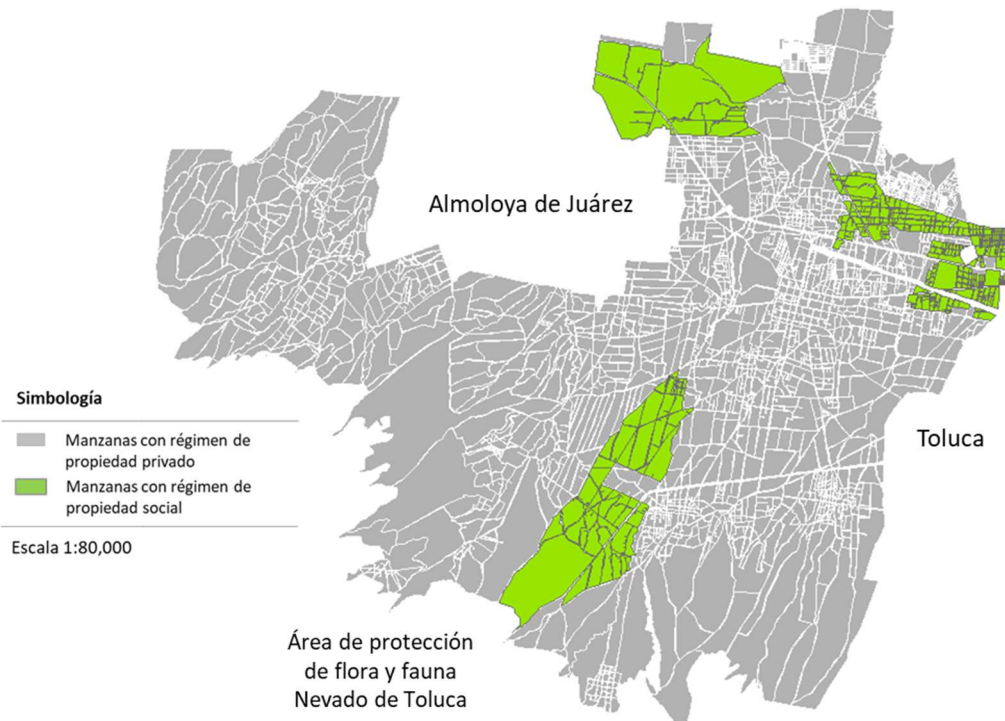 Almoloya de Juárez
Simbología
Manzanas con régimen de
propiedad privado
Manzanas con régimen de
propiedad social
Escala 1:80,000
Toluca
Área de protección
de flora y fauna
Nevado de Toluca